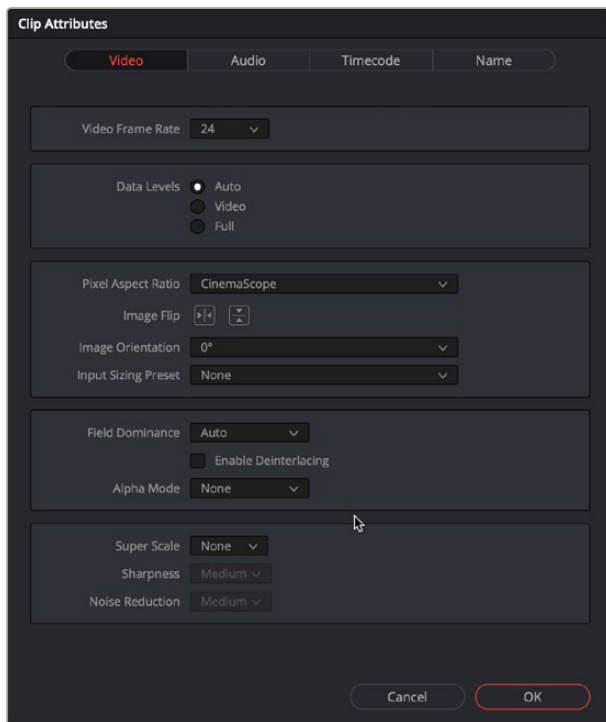 Clip Attributes
Video Audio Timecode Name
Video Frame Rate 24
Data Levels Auto
Video
Full
Pixel Aspect Ratio CinemaScope
Image Flip
Image Orientation 0°
Input Sizing Preset None
Field Dominance Auto
Enable Deinterlacing
Alpha Mode None
Super Scale None
Sharpness Medium
Noise Reduction Medium
Cancel OK